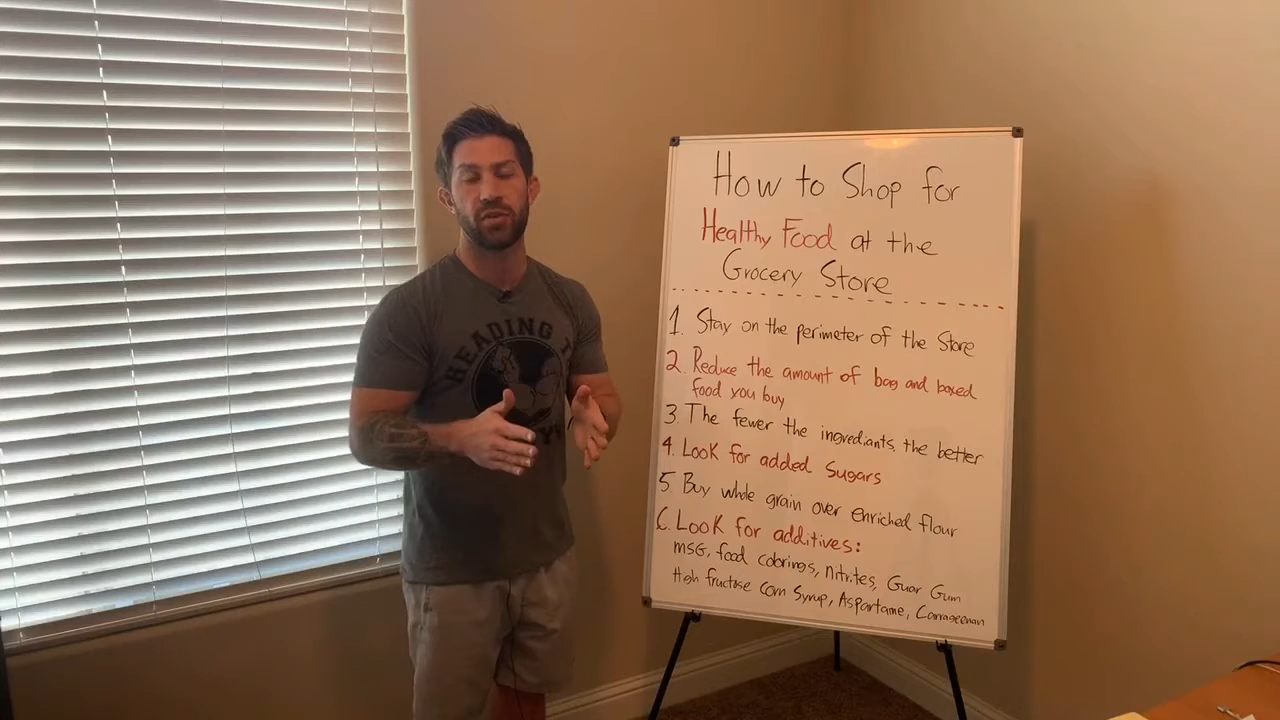 How to Shop for
Healthy Food at the
Grocery Store
1. Stay on the perimeter of the Store
2. Reduce the amount of bag and boxed
food you buy
3. The fewer the ingrediants, the better
4. Look for added Sugars
5. Buy whole grain over enriched flour
6. Look for additives:
MSG, food colorings, nitrites, Guar Gum
High fructose Corn Syrup, Aspartame, Carrageenan
HEADING T